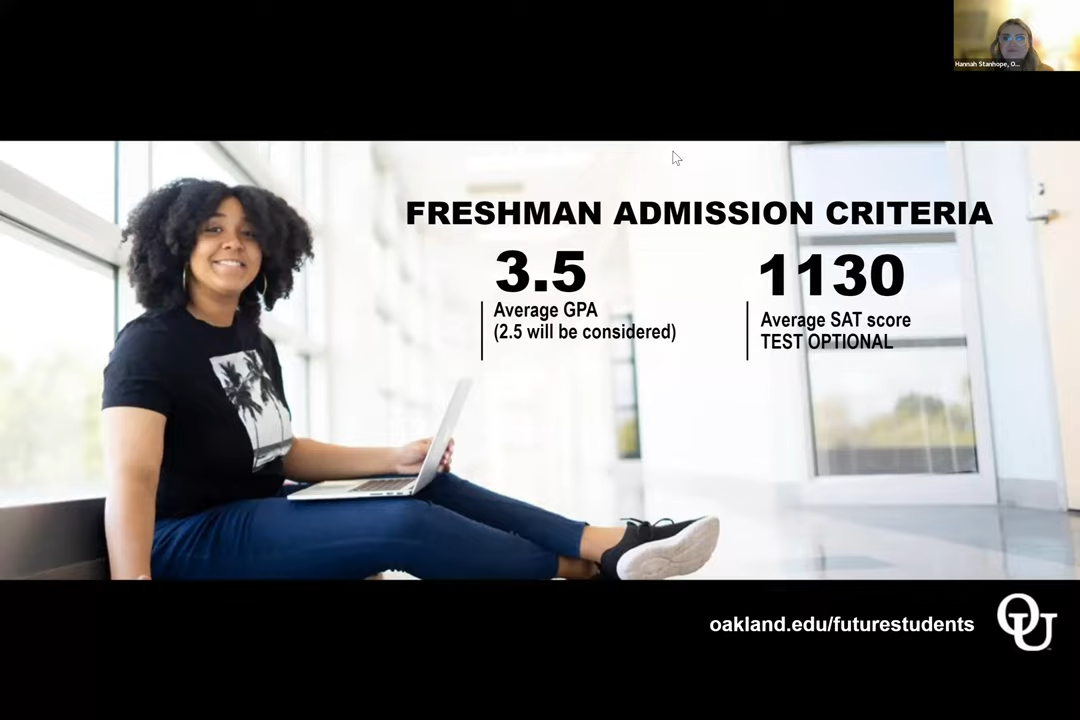 Hannah Stanhope, O...
FRESHMAN ADMISSION CRITERIA
3.5
Average GPA
(2.5 will be considered)
1130
Average SAT score
TEST OPTIONAL
oakland.edu/futurestudents
OU